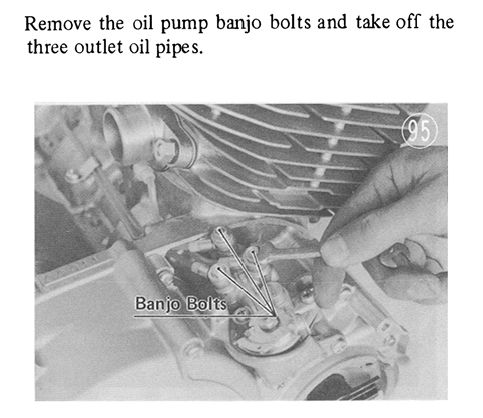 Remove the oil pump banjo bolts and take off the
three outlet oil pipes.
95
Banjo Bolts